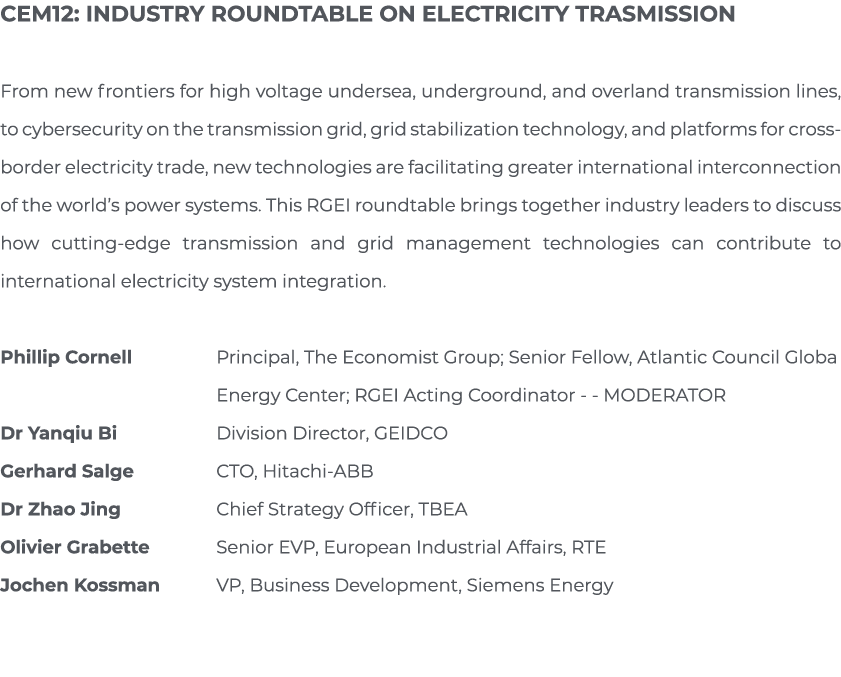 CEM12: INDUSTRY ROUNDTABLE ON ELECTRICITY TRASMISSION
From new frontiers for high voltage undersea, underground, and overland transmission lines,
to cybersecurity on the transmission grid, grid stabilization technology, and platforms for cross-
border electricity trade, new technologies are facilitating greater international interconnection
of the world's power systems. This RGEI roundtable brings together industry leaders to discuss
how cutting-edge transmission and grid management technologies can contribute to
international electricity system integration.
Phillip Cornell Principal, The Economist Group; Senior Fellow, Atlantic Council Globa
Energy Center; RGEI Acting Coordinator - - MODERATOR
Dr Yanqiu Bi Division Director, GEIDCO
Gerhard Salge CTO, Hitachi-ABB
Dr Zhao Jing Chief Strategy Officer, TBEA
Olivier Grabette Senior EVP, European Industrial Affairs, RTE
Jochen Kossman VP, Business Development, Siemens Energy